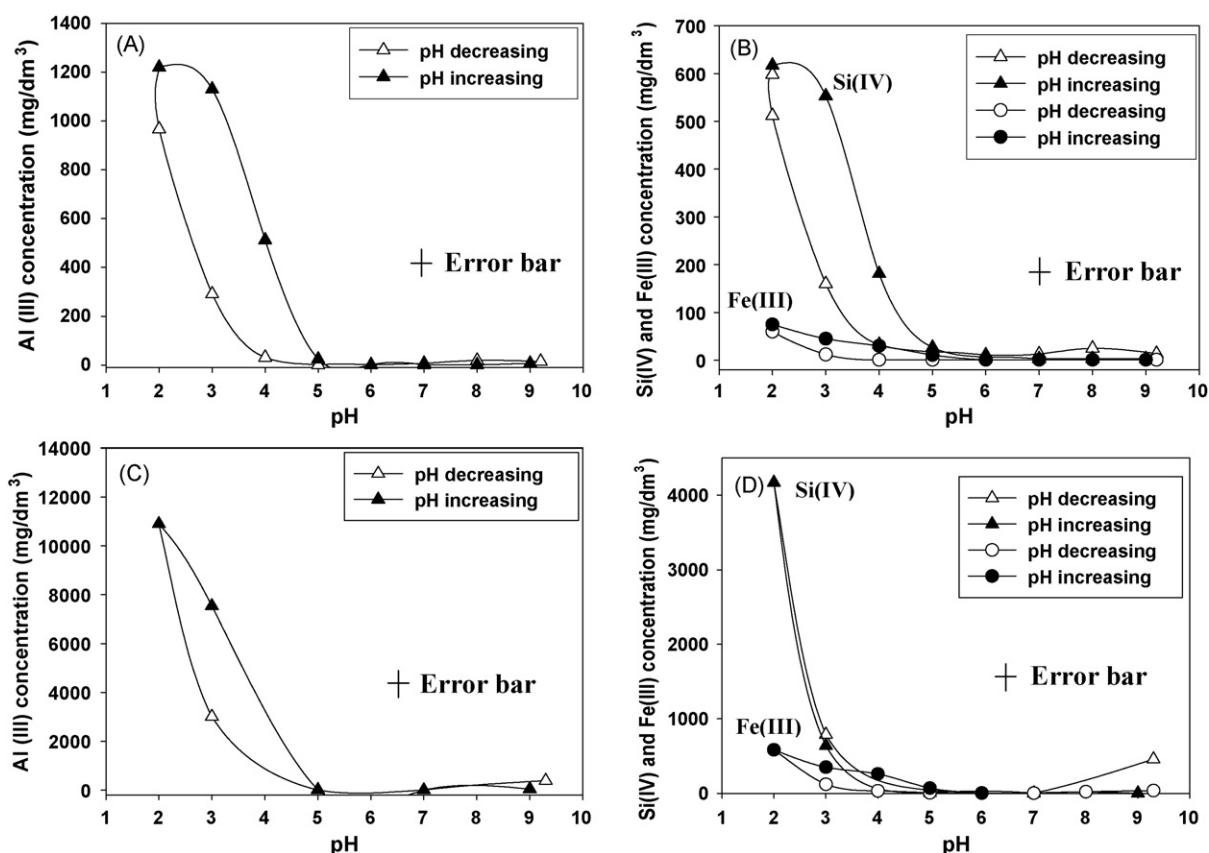 (A)
pH decreasing
pH increasing
Error bar
Al (III) concentration (mg/dm³)
1400
1200
1000
800
600
400
200
0
1 2 3 4 5 6 7 8 9 10
pH
(B)
pH decreasing
pH increasing
pH decreasing
pH increasing
Si(IV)
Fe(III)
Error bar
Si(IV) and Fe(III) concentration (mg/dm³)
700
600
500
400
300
200
100
0
1 2 3 4 5 6 7 8 9 10
pH
(C)
pH decreasing
pH increasing
Error bar
Al (III) concentration (mg/dm³)
14000
12000
10000
8000
6000
4000
2000
0
1 2 3 4 5 6 7 8 9 10
pH
(D)
Si(IV)
pH decreasing
pH increasing
pH decreasing
pH increasing
Fe(III)
Error bar
Si(IV) and Fe(III) concentration (mg/dm³)
4000
3000
2000
1000
0
1 2 3 4 5 6 7 8 9 10
pH